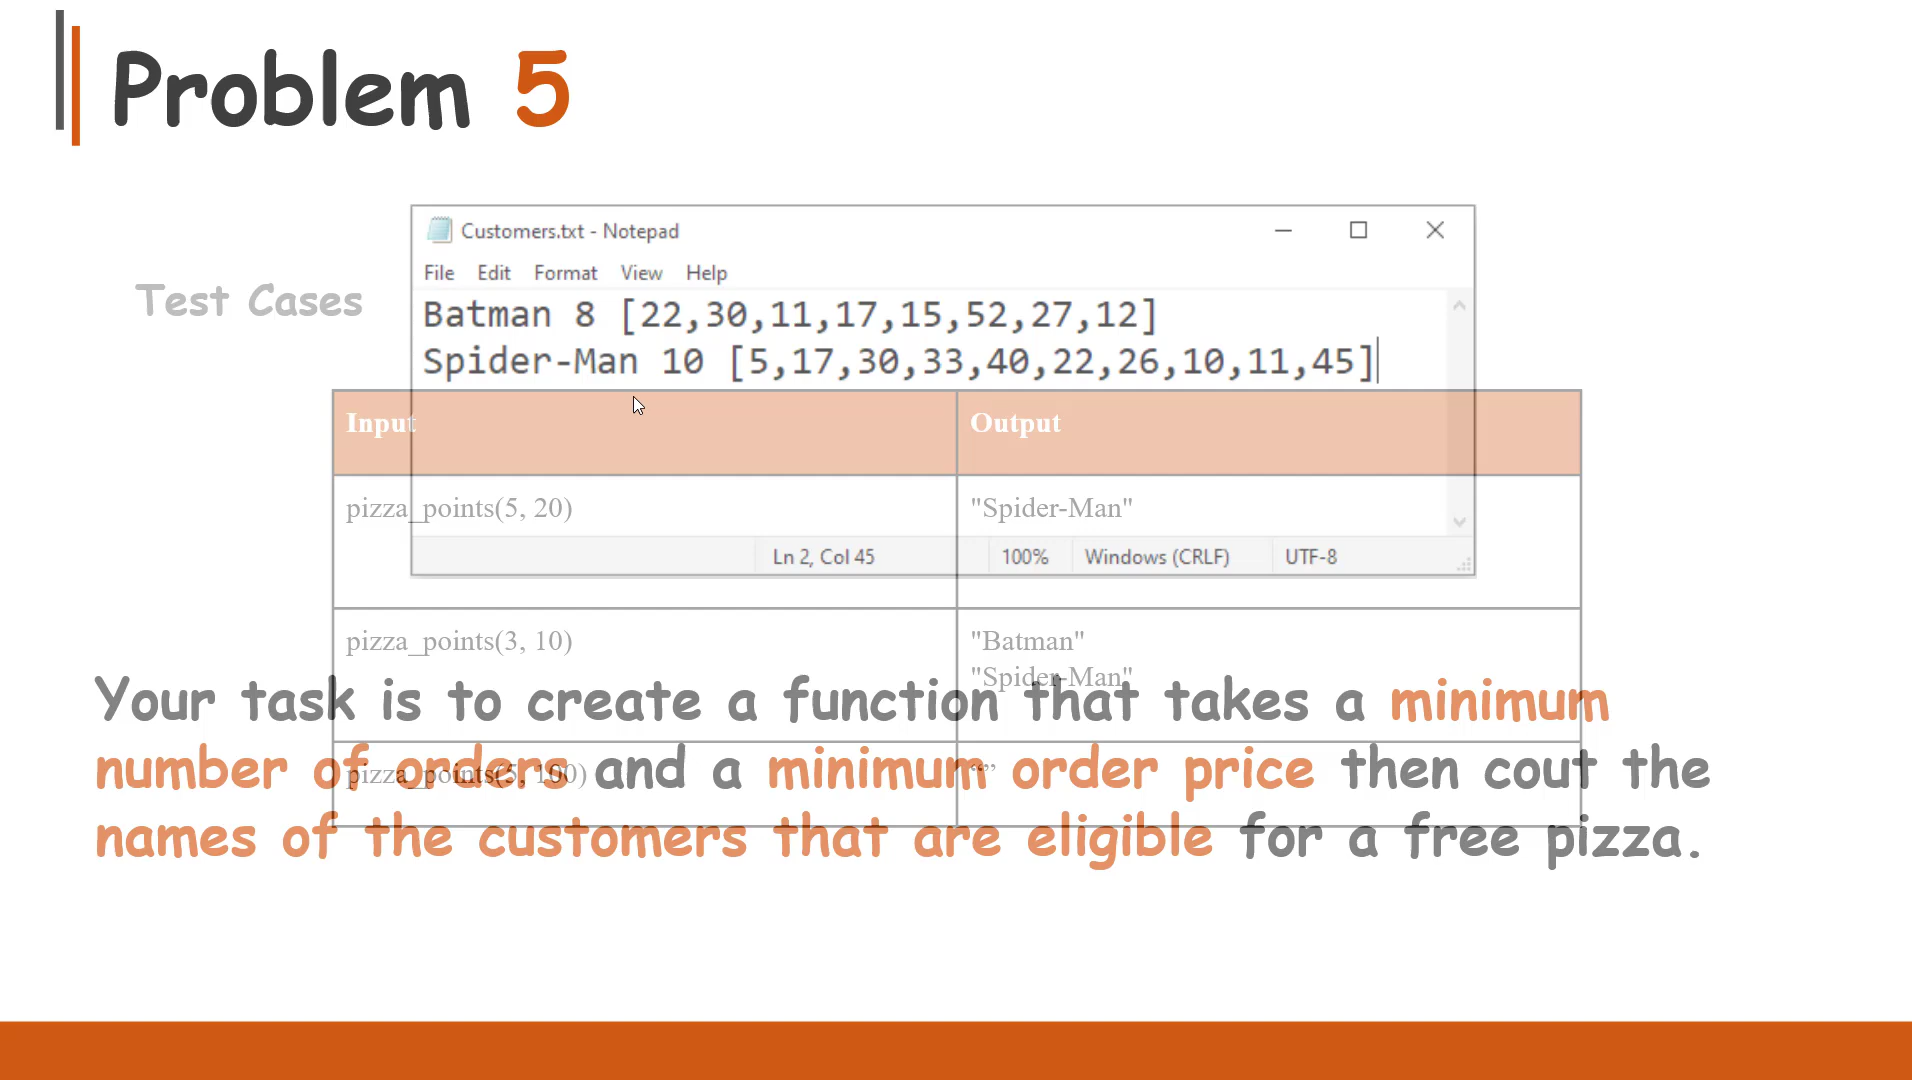 Problem 5
Customers.txt - Notepad
File Edit Format View Help
Test Cases
Batman 8 [22,30,11,17,15,52,27,12]
Spider-Man 10 [5,17,30,33,40,22,26,10,11,45]
Input Output
pizza_points(5, 20) "Spider-Man"
Ln 2, Col 45 100% Windows (CRLF) UTF-8
pizza_points(3, 10) "Batman"
"Spider-Man"
pizza_points(5, 100) “”
Your task is to create a function that takes a minimum
number of orders and a minimum order price then cout the
names of the customers that are eligible for a free pizza.